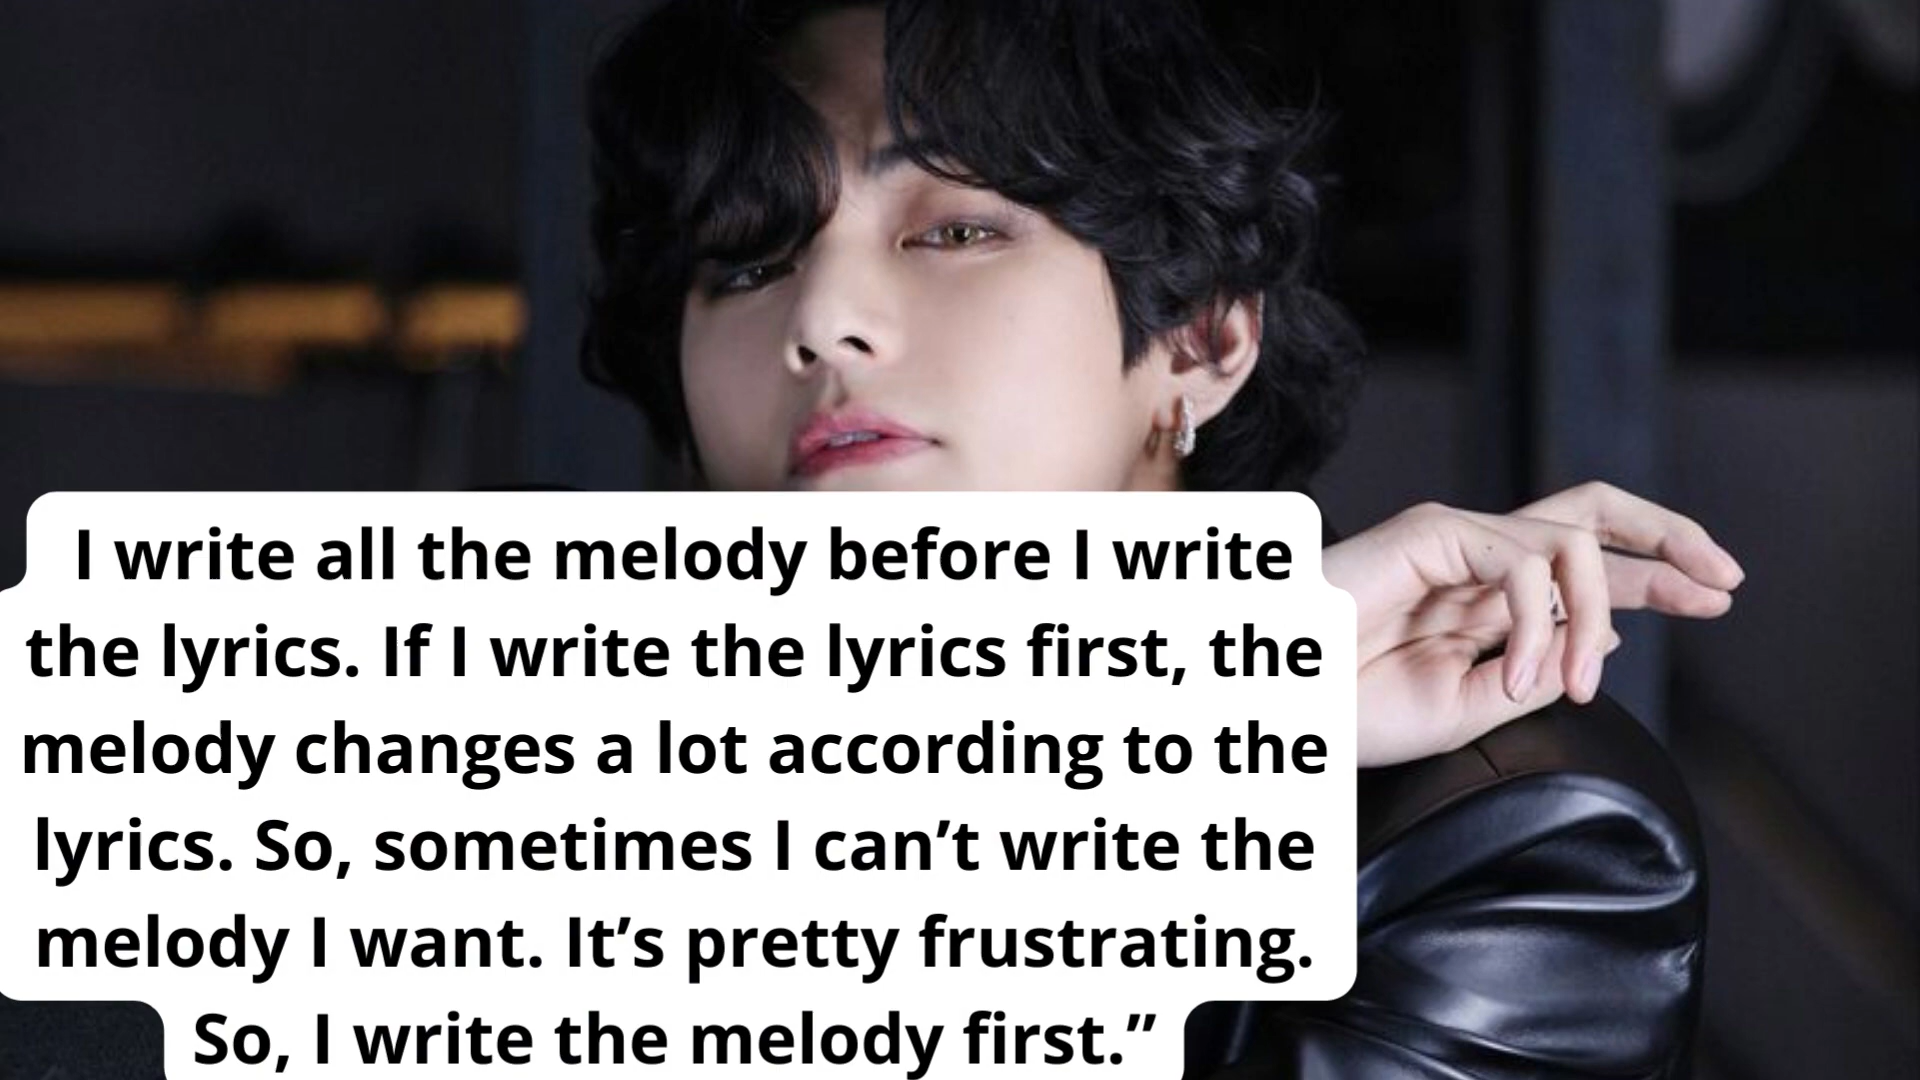 I write all the melody before I write
the lyrics. If I write the lyrics first, the
melody changes a lot according to the
lyrics. So, sometimes I can’t write the
melody I want. It’s pretty frustrating.
So, I write the melody first.”